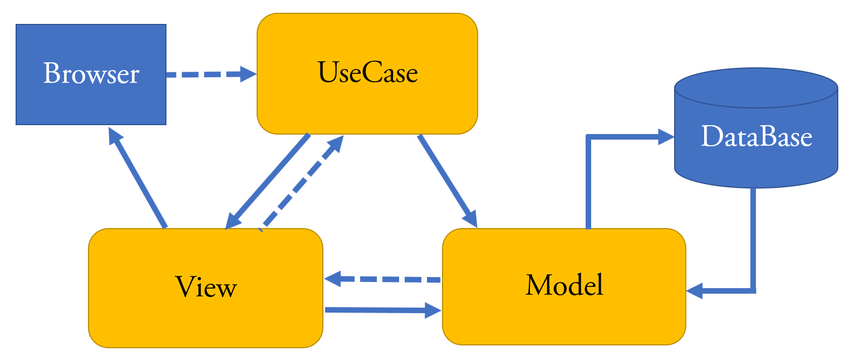 Browser
UseCase
DataBase
View
Model